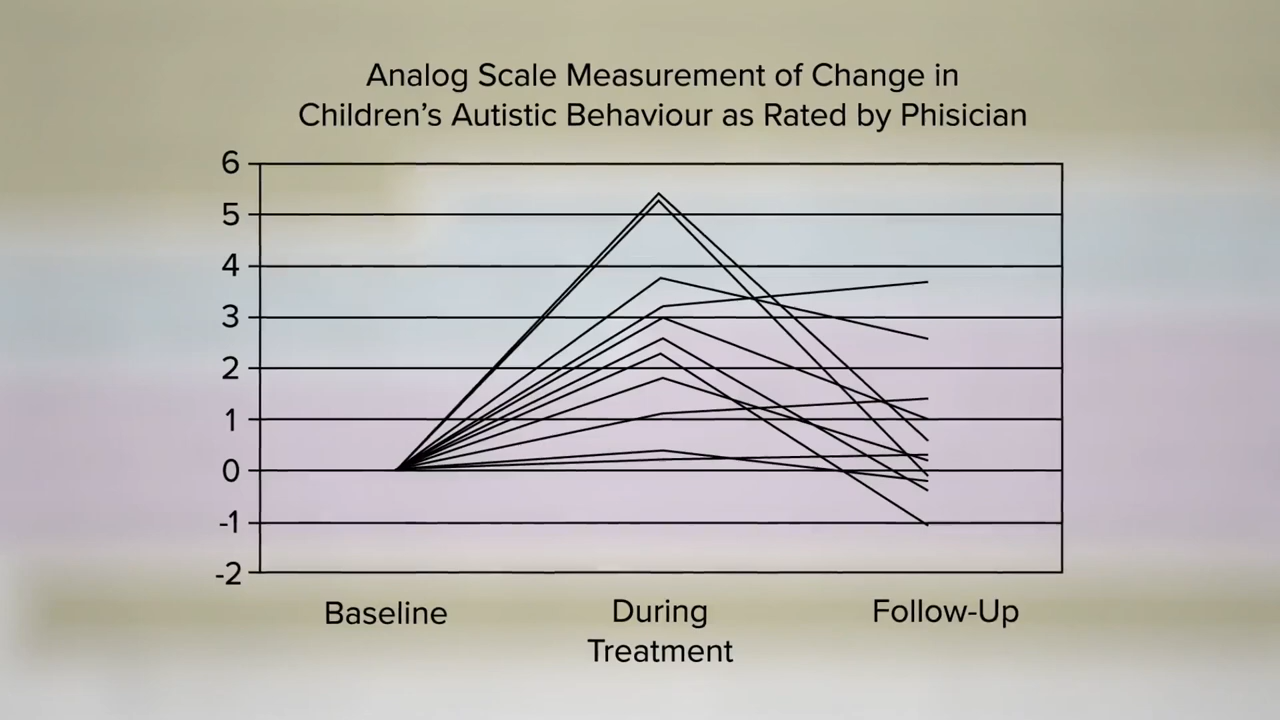 Analog Scale Measurement of Change in
Children’s Autistic Behaviour as Rated by Phisician
6
5
4
3
2
1
0
-1
-2
Baseline
During
Treatment
Follow-Up